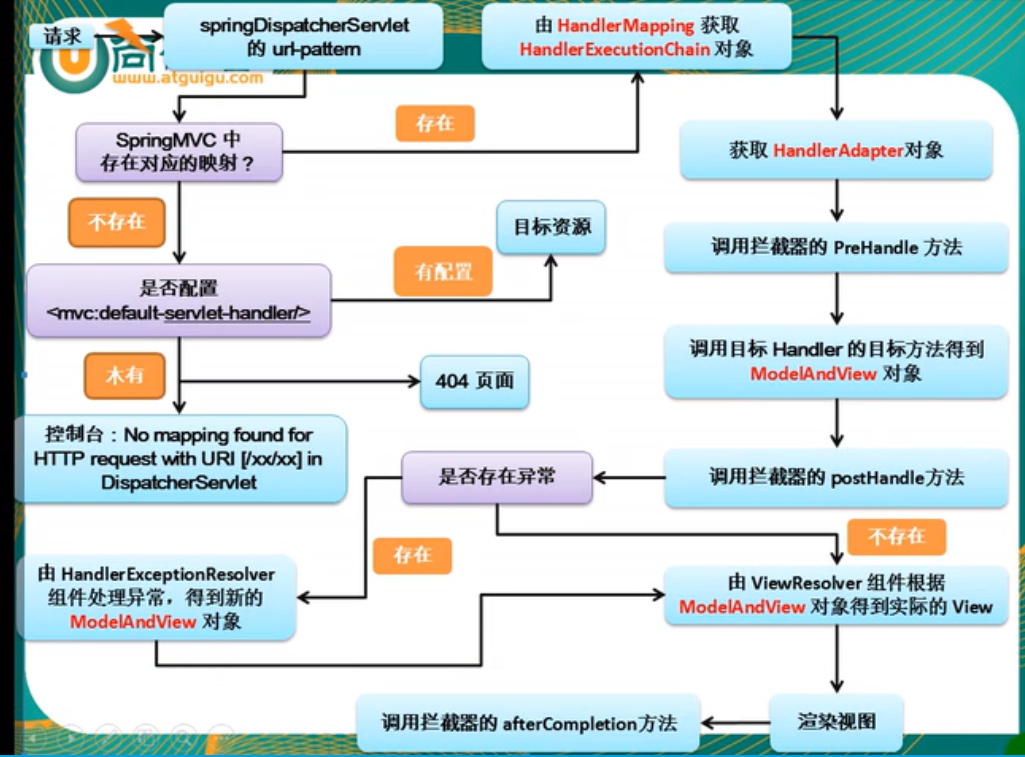 请求
springDispatcherServlet
的 url-pattern
由 HandlerMapping 获取
HandlerExecutionChain 对象
www.atguigu.com
存在
SpringMVC 中
存在对应的映射？
获取 HandlerAdapter对象
不存在
目标资源
调用拦截器的 PreHandle 方法
有配置
是否配置
<mvc:default-servlet-handler/>
调用目标 Handler 的目标方法得到
ModelAndView 对象
木有
404 页面
控制台：No mapping found for
HTTP request with URI [/xx/xx] in
DispatcherServlet
是否存在异常
调用拦截器的 postHandle方法
不存在
存在
由 HandlerExceptionResolver
组件处理异常，得到新的
ModelAndView 对象
由 ViewResolver 组件根据
ModelAndView 对象得到实际的 View
调用拦截器的 afterCompletion方法
渲染视图